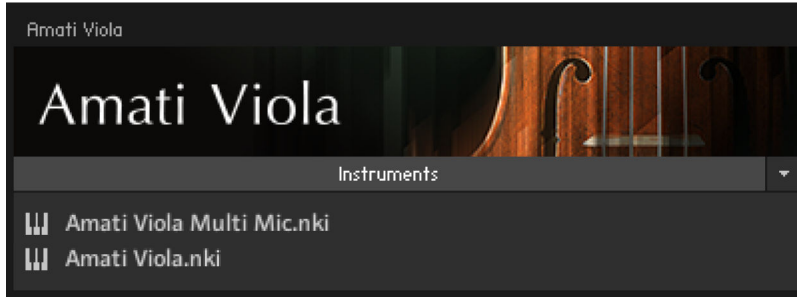 Amati Viola
Amati Viola
Instruments
Amati Viola Multi Mic.nki
Amati Viola.nki